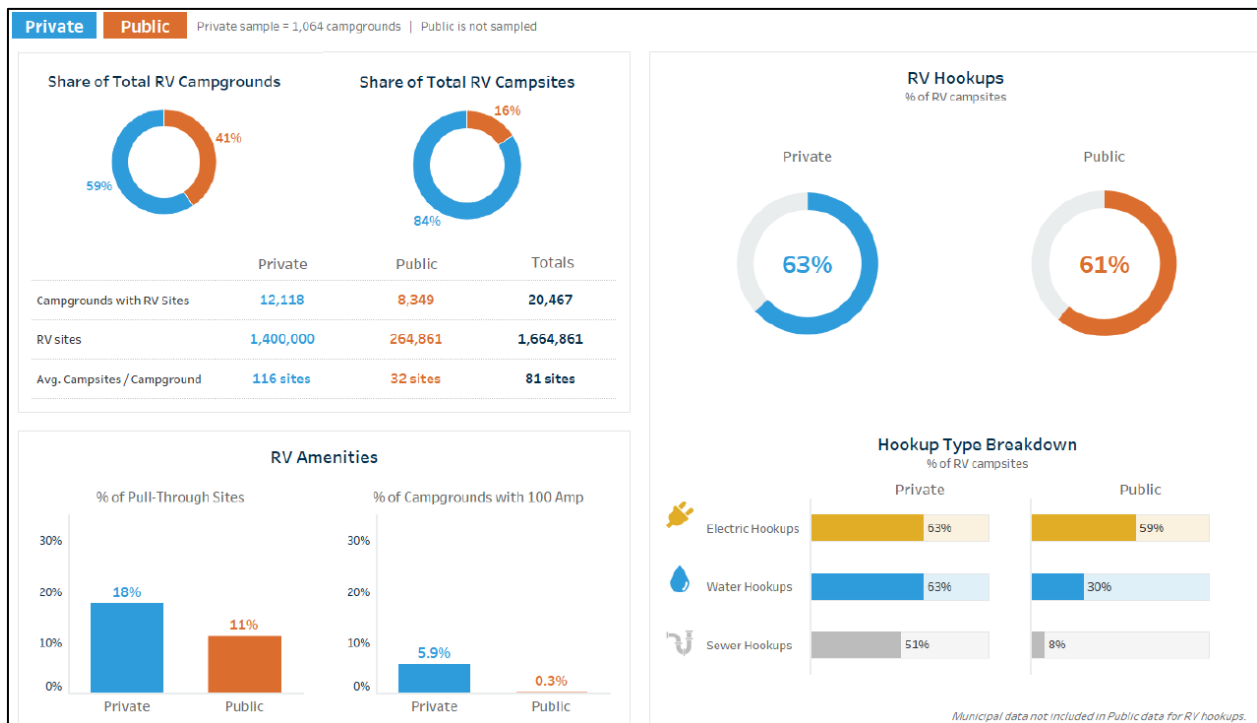 Private Public Private sample = 1,064 campgrounds | Public is not sampled
Share of Total RV Campgrounds
41%
59%
Share of Total RV Campsites
16%
84%
Private Public Totals
Campgrounds with RV Sites 12,118 8,349 20,467
RV sites 1,400,000 264,861 1,664,861
Avg. Campsites / Campground 116 sites 32 sites 81 sites
RV Amenities
% of Pull-Through Sites
30%
20%
10%
0%
18%
11%
Private Public
% of Campgrounds with 100 Amp
30%
20%
10%
0%
5.9%
0.3%
Private Public
RV Hookups
% of RV campsites
Private Public
63% 61%
Hookup Type Breakdown
% of RV campsites
Private Public
Electric Hookups 63% 59%
Water Hookups 63% 30%
Sewer Hookups 51% 8%
Municipal data not included in Public data for RV hookups.